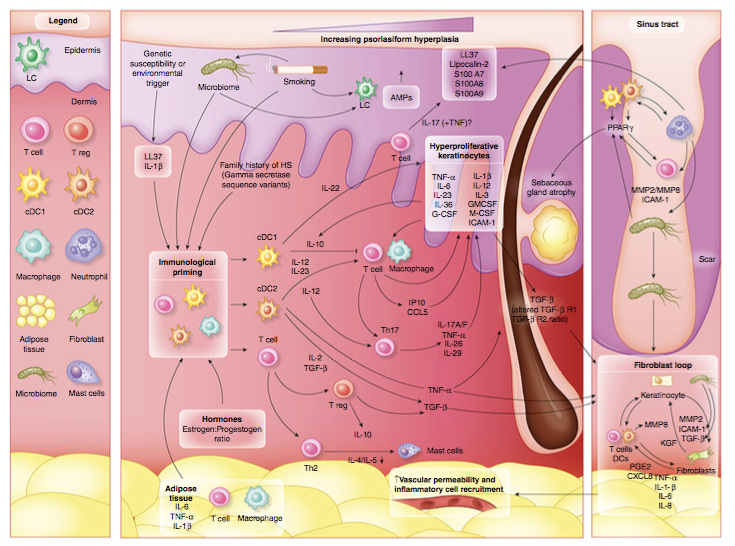 Legend
Epidermis
LC
Dermis
T cell
T reg
cDC1
cDC2
Macrophage
Neutrophil
Adipose
tissue
Fibroblast
Microbiome
Mast cells
Increasing psoriasiform hyperplasia
Genetic
susceptibility or
environmental
trigger
Microbiome
Smoking
LC
AMPs
LL37
Lipocalin-2
S100 A7
S100A8
S100A9
IL-17 (+TNF)?
T cell
LL37
IL-1β
Family history of HS
(Gamma secretase
sequence variants)
IL-22
Hyperproliferative
keratinocytes
TNF-α
IL-6
IL-23
IL-36
G-CSF
IL-1β
IL-12
IL-3
GMCSF
M-CSF
ICAM-1
Sebaceous
gland atrophy
Immunological
priming
cDC1
IL-10
IL-12
IL-23
cDC2
IL-12
T cell
Macrophage
IP10
CCL5
Th17
IL-17A/F
TNF-α
IL-26
IL-29
TGF-β
(altered TGF-β R1
TGF-β R2 ratio)
T cell
IL-2
TGF-β
T reg
TNF-α
TGF-β
IL-10
Th2
IL-4/IL-5
Mast cells
Hormones
Estrogen:Progestogen
ratio
Adipose
tissue
IL-6
TNF-α
IL-1β
T cell
Macrophage
↑Vascular permeability and
inflammatory cell recruitment
Sinus tract
PPARγ
MMP2/MMP8
ICAM-1
Scar
Fibroblast loop
Keratinocyte
MMP8
MMP2
ICAM-1
TGF-β
KGF
T cells
DCs
Fibroblasts
PGE2
CXCL8
TNF-α
IL-1-β
IL-6
IL-8